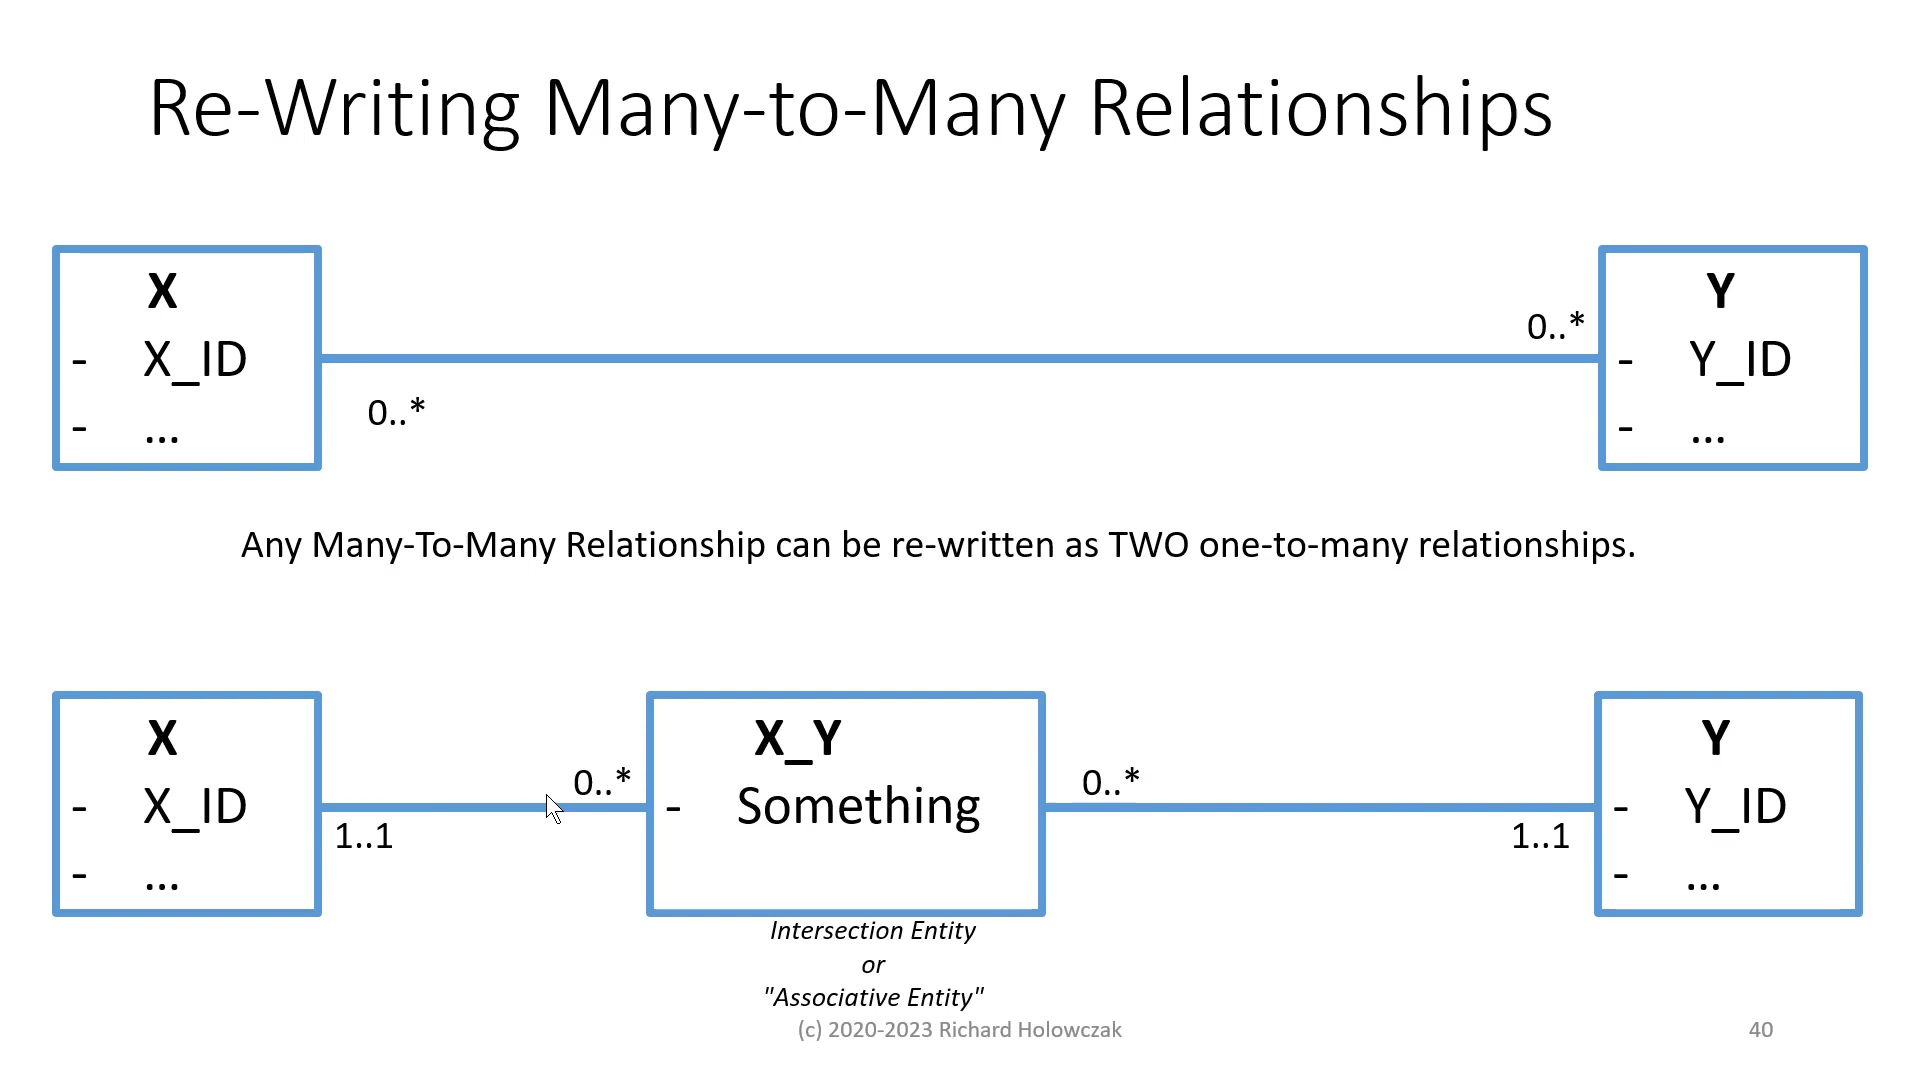 Re-Writing Many-to-Many Relationships
X
- X_ID
- ...
0..*
0..*
Y
- Y_ID
- ...
Any Many-To-Many Relationship can be re-written as TWO one-to-many relationships.
X
- X_ID
- ...
1..1
0..*
X_Y
- Something
0..*
1..1
Y
- Y_ID
- ...
Intersection Entity
or
"Associative Entity"
(c) 2020-2023 Richard Holowczak
40